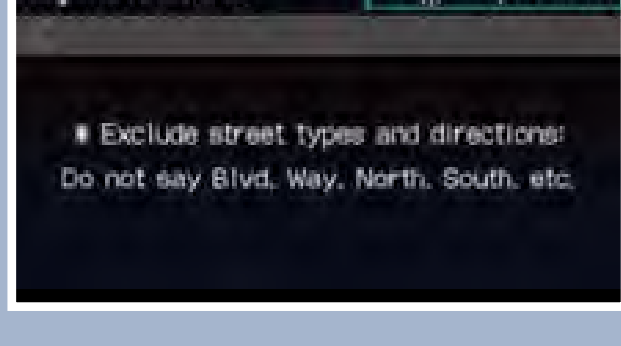 * Exclude street types and directions:
Do not say Blvd, Way, North, South, etc.